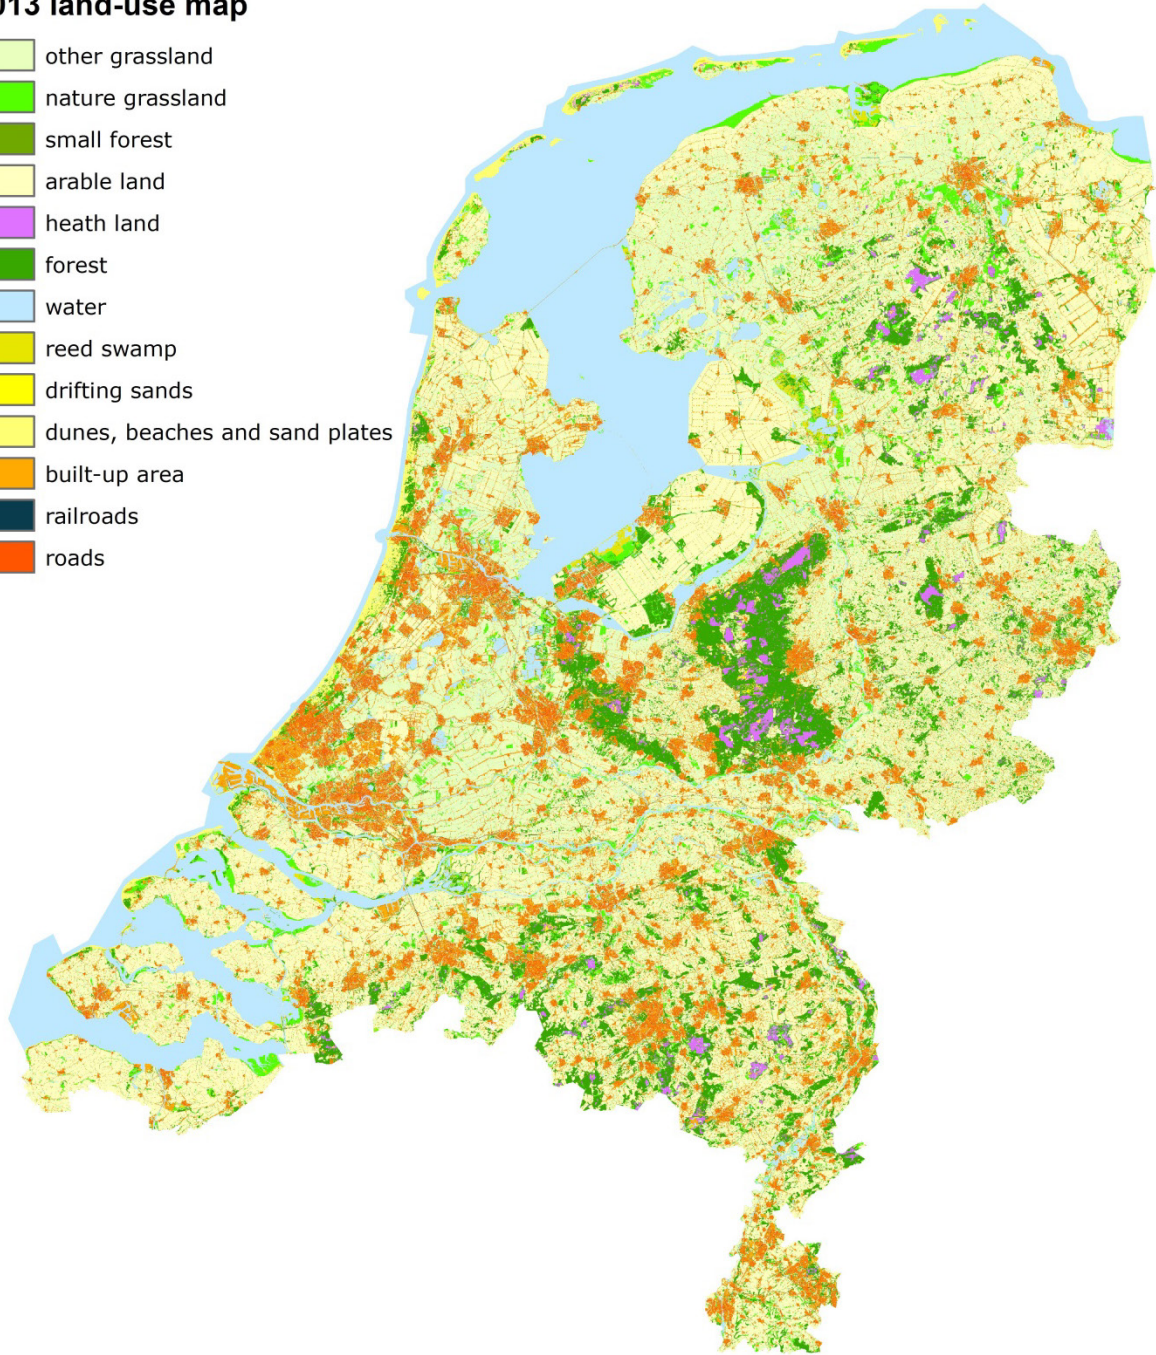 013 land-use map
other grassland
nature grassland
small forest
arable land
heath land
forest
water
reed swamp
drifting sands
dunes, beaches and sand plates
built-up area
railroads
roads